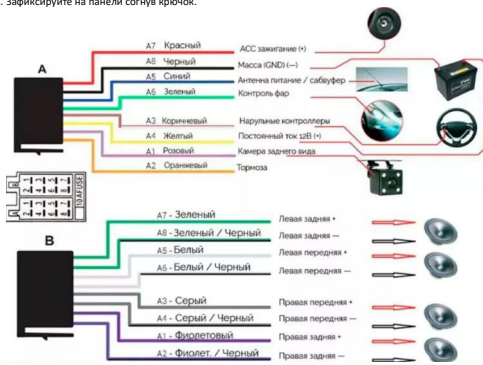 . Зафиксируйте на панели согнув крючок.
A
A7 Красный АСС зажигание (+)
A8 Черный Масса (GND) (—)
A5 Синий Антенна питание / сабвуфер
A6 Зеленый Контроль фар
A3 Коричневый Нарульные контроллеры
A4 Желтый Постоянный ток 12В (+)
A1 Розовый Камера заднего вида
A2 Оранжевый Тормоза
10AFUSE
B
A7 - Зеленый Левая задняя +
A8 - Зеленый / Черный Левая задняя —
A5 - Белый Левая передняя +
A6 - Белый / Черный Левая передняя —
A3 - Серый Правая передняя +
A4 - Серый / Черный Правая передняя —
A1 - Фиолетовый Правая задняя +
A2 - Фиолет. / Черный Правая задняя —